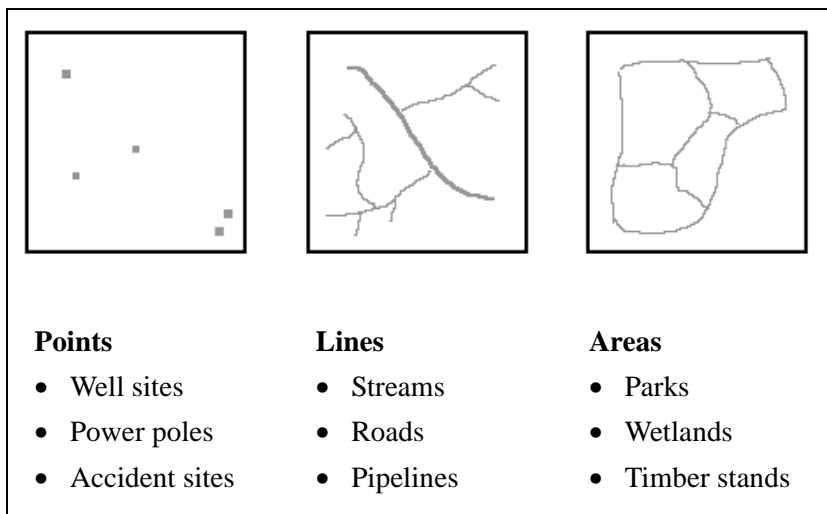 Points
• Well sites
• Power poles
• Accident sites
Lines
• Streams
• Roads
• Pipelines
Areas
• Parks
• Wetlands
• Timber stands